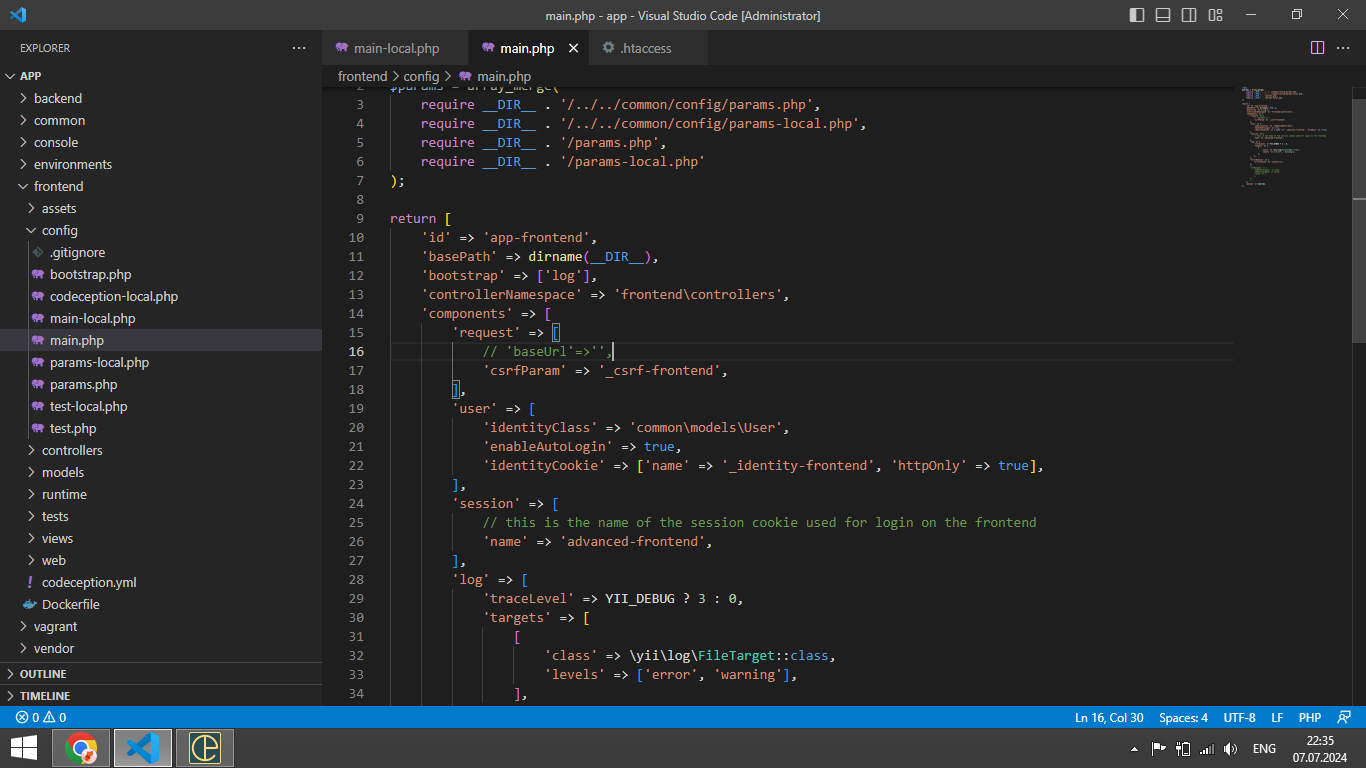 main.php - app - Visual Studio Code [Administrator]
EXPLORER
APP
backend
common
console
environments
frontend
assets
config
.gitignore
bootstrap.php
codeception-local.php
main-local.php
main.php
params-local.php
params.php
test-local.php
test.php
controllers
models
runtime
tests
views
web
codeception.yml
Dockerfile
vagrant
vendor
OUTLINE
TIMELINE
main-local.php main.php .htaccess
frontend > config > main.php
2 $params = array_merge(
3 require __DIR__ . '/../../common/config/params.php',
4 require __DIR__ . '/../../common/config/params-local.php',
5 require __DIR__ . '/params.php',
6 require __DIR__ . '/params-local.php'
7 );
8
9 return [
10 'id' => 'app-frontend',
11 'basePath' => dirname(__DIR__),
12 'bootstrap' => ['log'],
13 'controllerNamespace' => 'frontend\controllers',
14 'components' => [
15 'request' => [
16 // 'baseUrl'=>'',
17 'csrfParam' => '_csrf-frontend',
18 ],
19 'user' => [
20 'identityClass' => 'common\models\User',
21 'enableAutoLogin' => true,
22 'identityCookie' => ['name' => '_identity-frontend', 'httpOnly' => true],
23 ],
24 'session' => [
25 // this is the name of the session cookie used for login on the frontend
26 'name' => 'advanced-frontend',
27 ],
28 'log' => [
29 'traceLevel' => YII_DEBUG ? 3 : 0,
30 'targets' => [
31 [
32 'class' => \yii\log\FileTarget::class,
33 'levels' => ['error', 'warning'],
34 ],
0 0 Ln 16, Col 30 Spaces: 4 UTF-8 LF PHP
ENG
22:35
07.07.2024